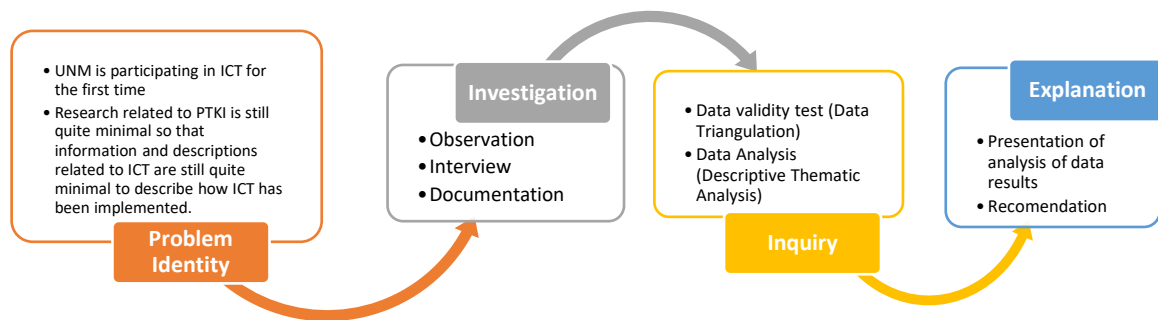 • UNM is participating in ICT for
the first time
• Research related to PTKI is still
quite minimal so that
information and descriptions
related to ICT are still quite
minimal to describe how ICT has
been implemented.
Problem
Identity
Investigation
• Observation
• Interview
• Documentation
• Data validity test (Data
Triangulation)
• Data Analysis
(Descriptive Thematic
Analysis)
Inquiry
Explanation
• Presentation of
analysis of data
results
• Recomendation